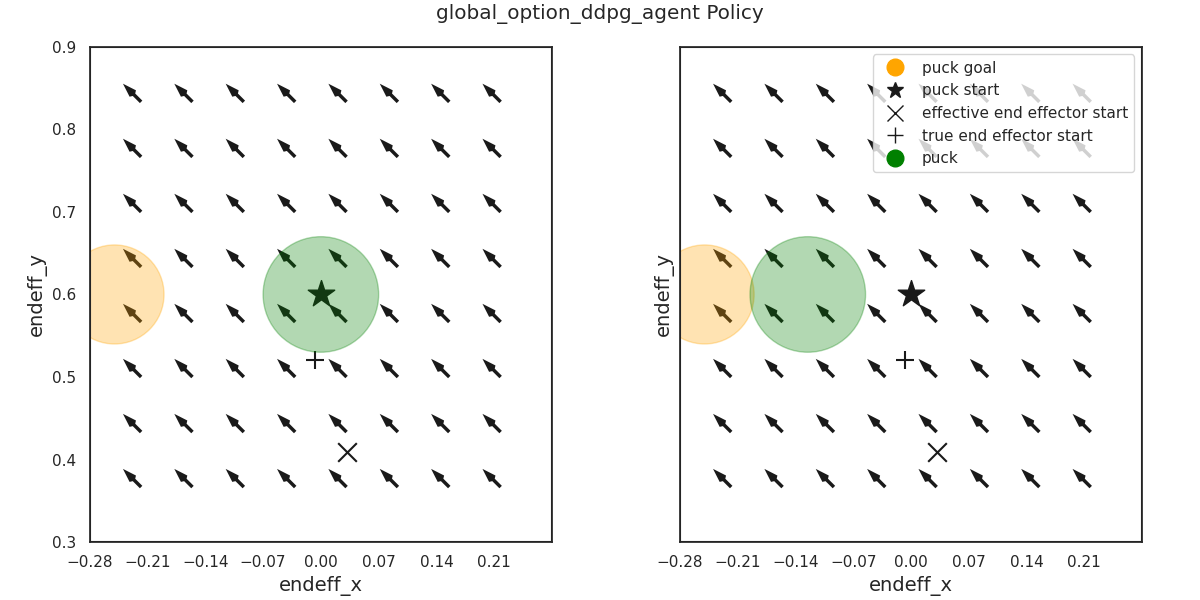 global_option_ddpg_agent Policy
0.9
0.8
0.7
0.6
0.5
0.4
0.3
endeff_y
−0.28 −0.21 −0.14 −0.07 0.00 0.07 0.14 0.21
endeff_x
puck goal
puck start
effective end effector start
true end effector start
puck
endeff_y
−0.28 −0.21 −0.14 −0.07 0.00 0.07 0.14 0.21
endeff_x